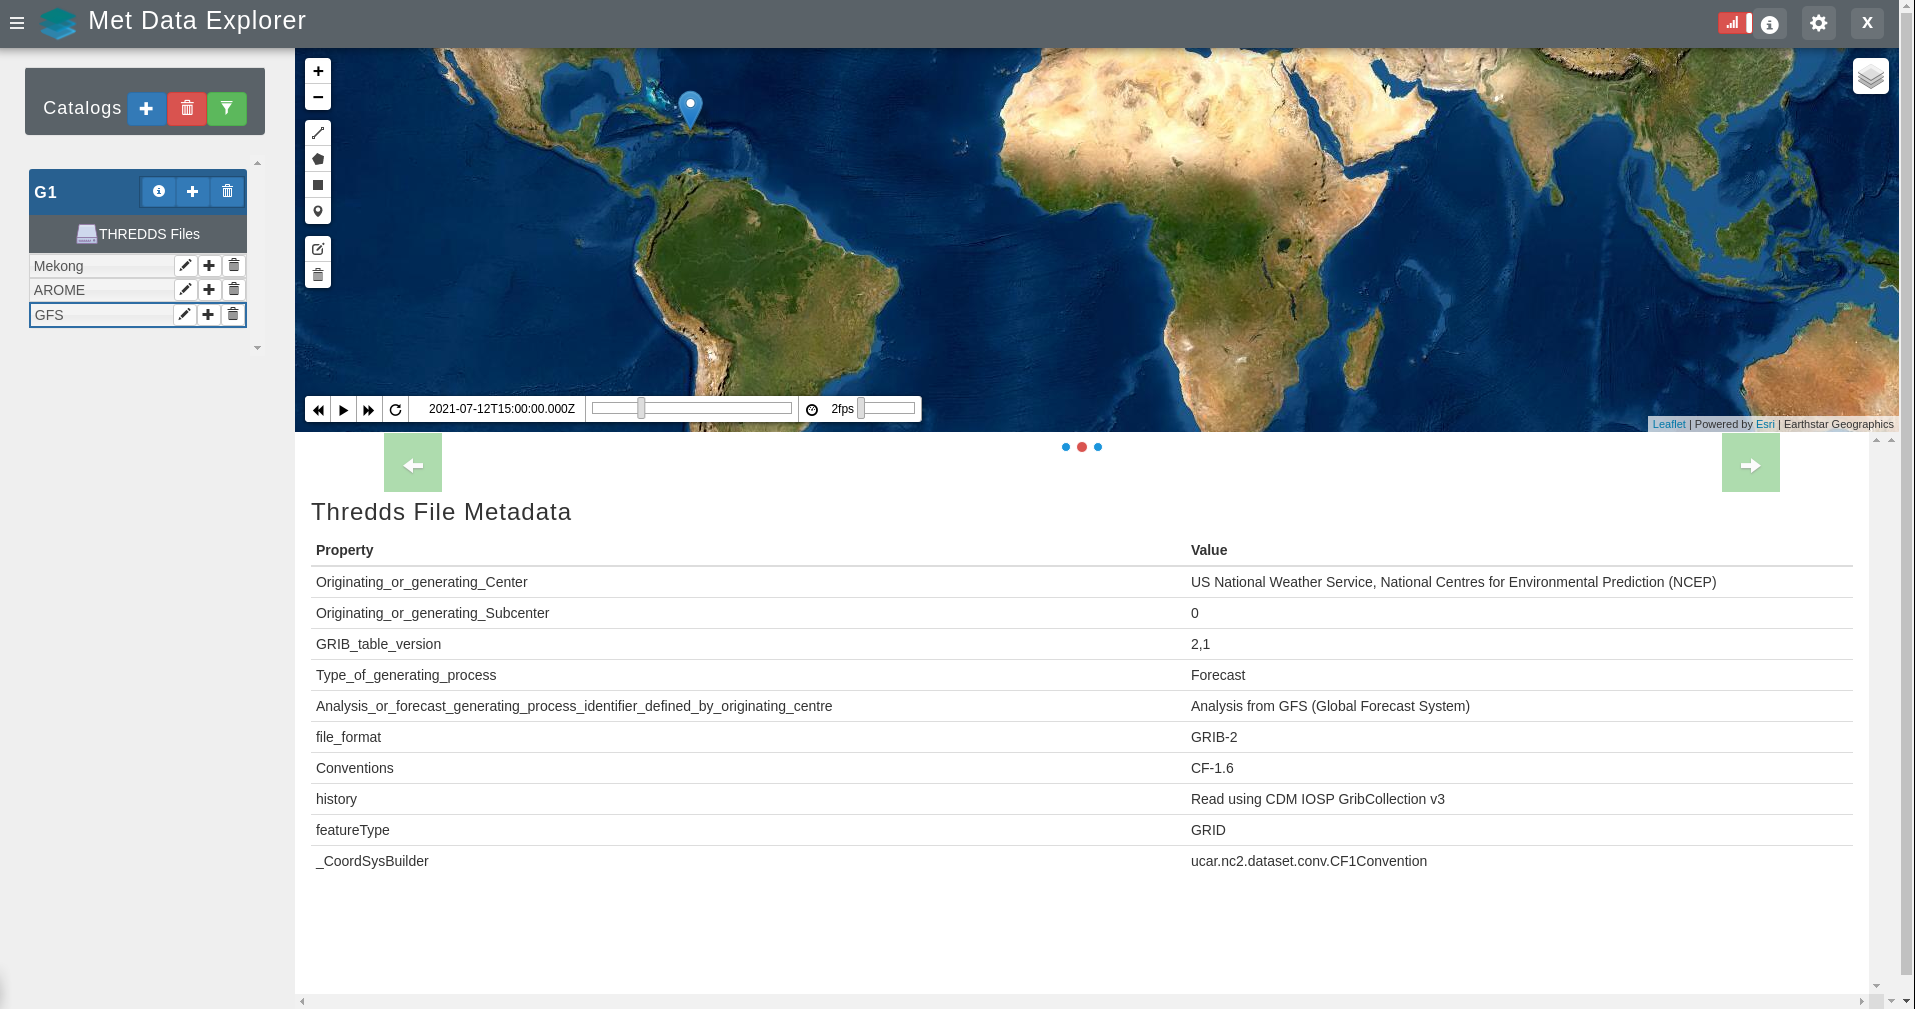 Met Data Explorer
X
Catalogs
G1
THREDDS Files
Mekong
AROME
GFS
+
−
2021-07-12T15:00:00.000Z
2fps
Leaflet | Powered by Esri | Earthstar Geographics
Thredds File Metadata
Property Value
Originating_or_generating_Center US National Weather Service, National Centres for Environmental Prediction (NCEP)
Originating_or_generating_Subcenter 0
GRIB_table_version 2,1
Type_of_generating_process Forecast
Analysis_or_forecast_generating_process_identifier_defined_by_originating_centre Analysis from GFS (Global Forecast System)
file_format GRIB-2
Conventions CF-1.6
history Read using CDM IOSP GribCollection v3
featureType GRID
_CoordSysBuilder ucar.nc2.dataset.conv.CF1Convention